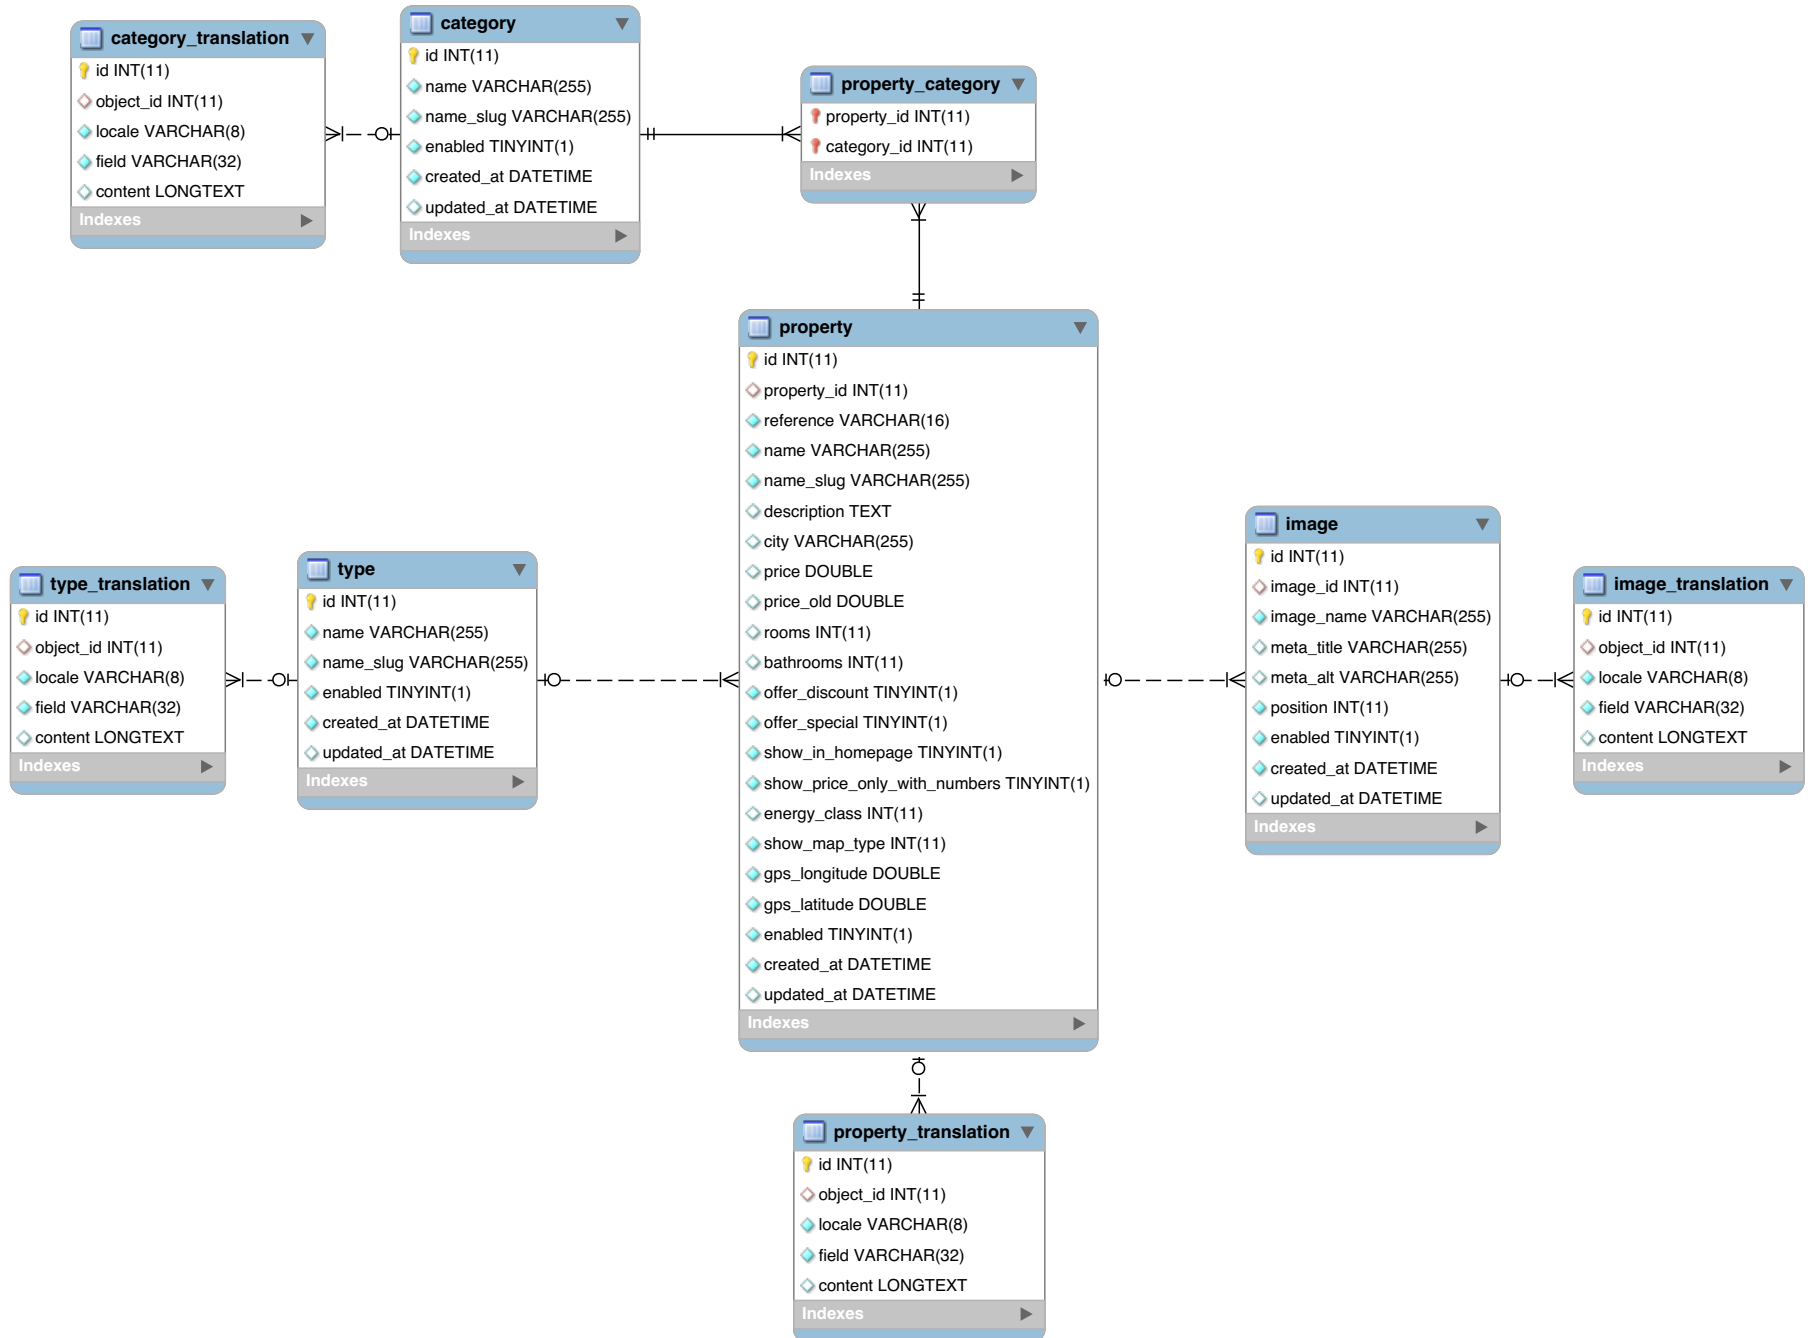 category_translation
id INT(11)
object_id INT(11)
locale VARCHAR(8)
field VARCHAR(32)
content LONGTEXT
Indexes
category
id INT(11)
name VARCHAR(255)
name_slug VARCHAR(255)
enabled TINYINT(1)
created_at DATETIME
updated_at DATETIME
Indexes
property_category
property_id INT(11)
category_id INT(11)
Indexes
property
id INT(11)
property_id INT(11)
reference VARCHAR(16)
name VARCHAR(255)
name_slug VARCHAR(255)
description TEXT
city VARCHAR(255)
price DOUBLE
price_old DOUBLE
rooms INT(11)
bathrooms INT(11)
offer_discount TINYINT(1)
offer_special TINYINT(1)
show_in_homepage TINYINT(1)
show_price_only_with_numbers TINYINT(1)
energy_class INT(11)
show_map_type INT(11)
gps_longitude DOUBLE
gps_latitude DOUBLE
enabled TINYINT(1)
created_at DATETIME
updated_at DATETIME
Indexes
type_translation
id INT(11)
object_id INT(11)
locale VARCHAR(8)
field VARCHAR(32)
content LONGTEXT
Indexes
type
id INT(11)
name VARCHAR(255)
name_slug VARCHAR(255)
enabled TINYINT(1)
created_at DATETIME
updated_at DATETIME
Indexes
image
id INT(11)
image_id INT(11)
image_name VARCHAR(255)
meta_title VARCHAR(255)
meta_alt VARCHAR(255)
position INT(11)
enabled TINYINT(1)
created_at DATETIME
updated_at DATETIME
Indexes
image_translation
id INT(11)
object_id INT(11)
locale VARCHAR(8)
field VARCHAR(32)
content LONGTEXT
Indexes
property_translation
id INT(11)
object_id INT(11)
locale VARCHAR(8)
field VARCHAR(32)
content LONGTEXT
Indexes